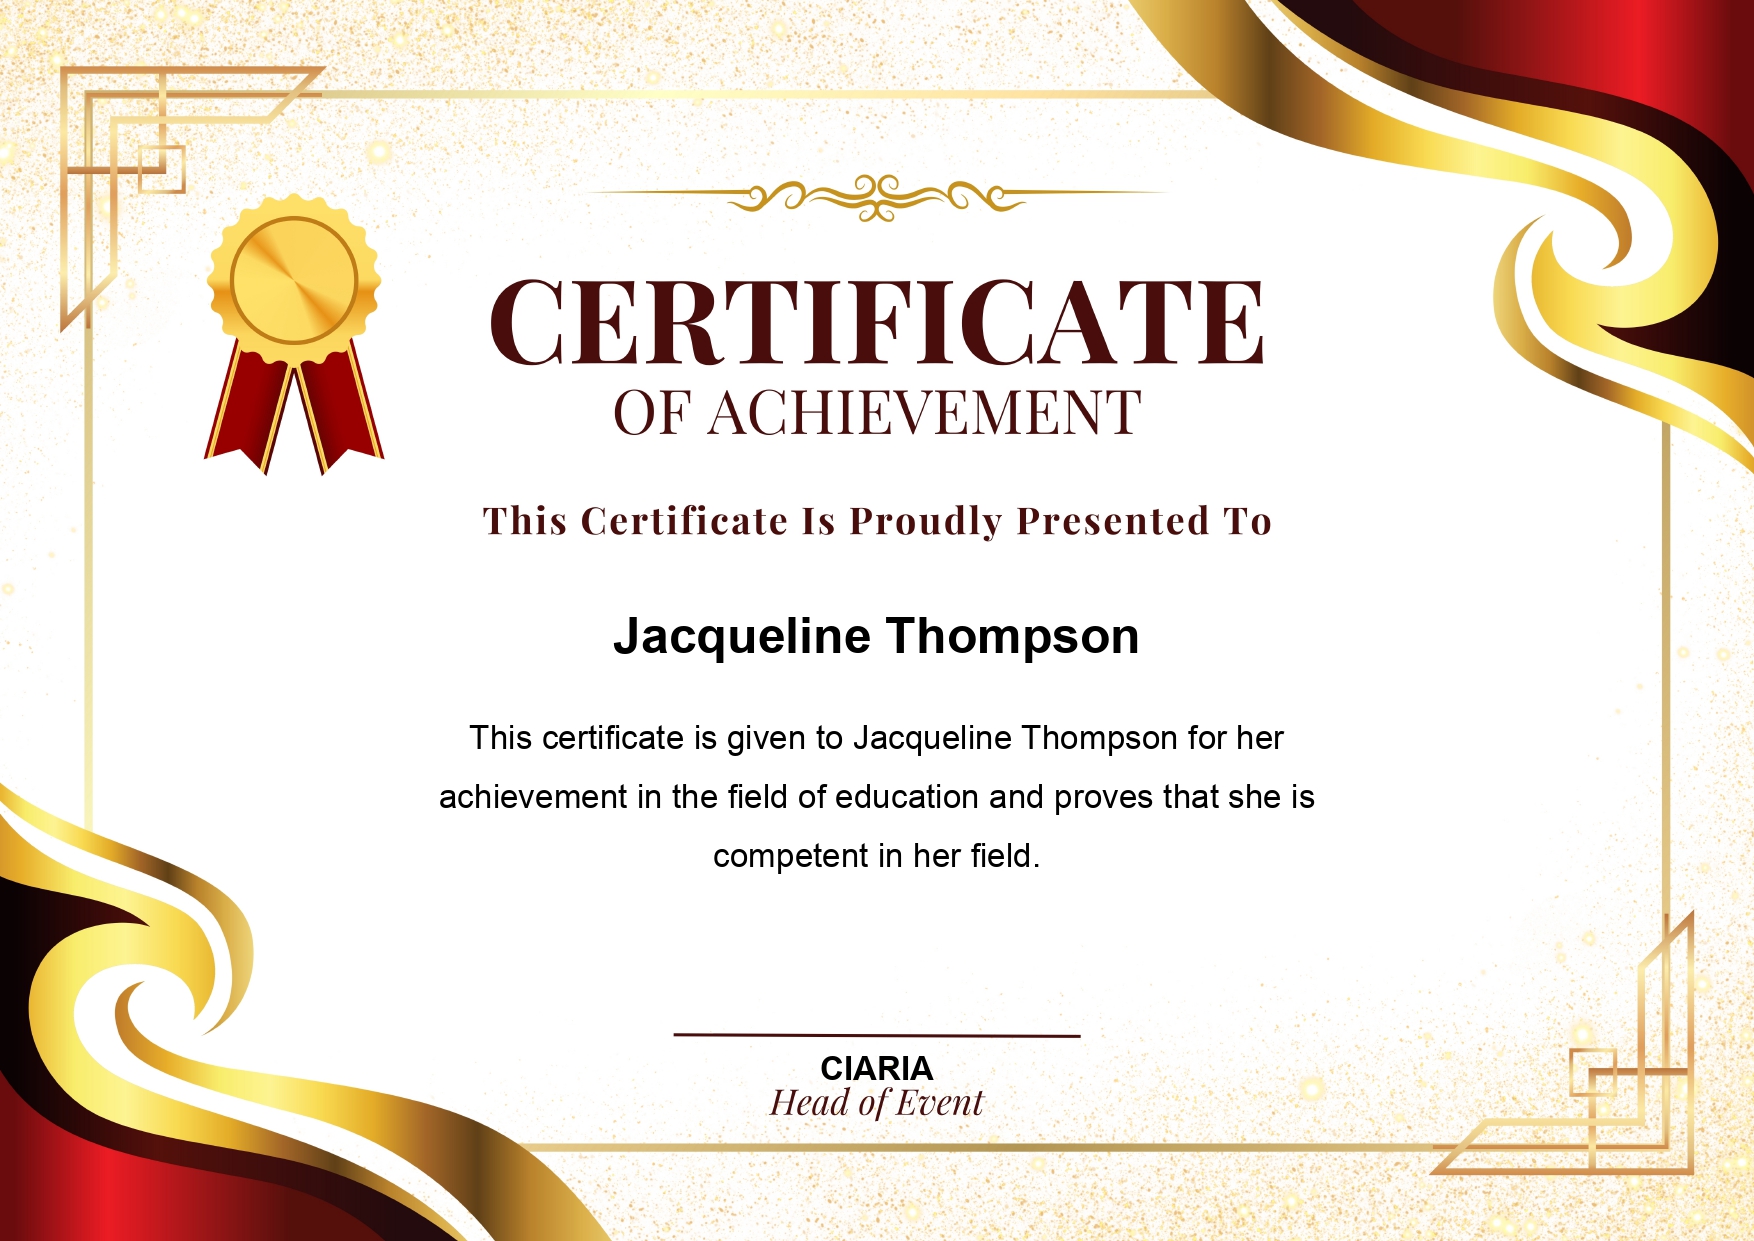 CERTIFICATE
OF ACHIEVEMENT
This Certificate Is Proudly Presented To
Jacqueline Thompson
This certificate is given to Jacqueline Thompson for her
achievement in the field of education and proves that she is
competent in her field.
CIARIA
Head of Event